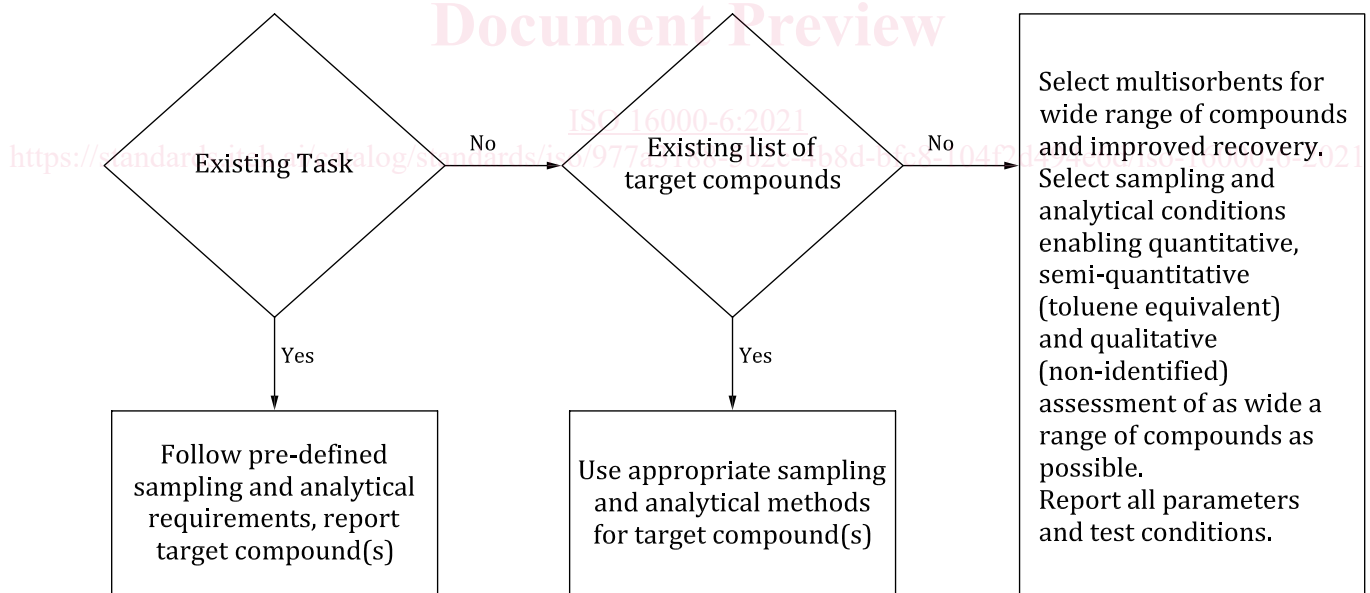 Document Preview
ISO 16000-6:2021
Existing Task
No
Existing list of
target compounds
No
Select multisorbents for
wide range of compounds
and improved recovery.
Select sampling and
analytical conditions
enabling quantitative,
semi-quantitative
(toluene equivalent)
and qualitative
(non-identified)
assessment of as wide a
range of compounds as
possible.
Report all parameters
and test conditions.
Yes
Follow pre-defined
sampling and analytical
requirements, report
target compound(s)
Yes
Use appropriate sampling
and analytical methods
for target compound(s)